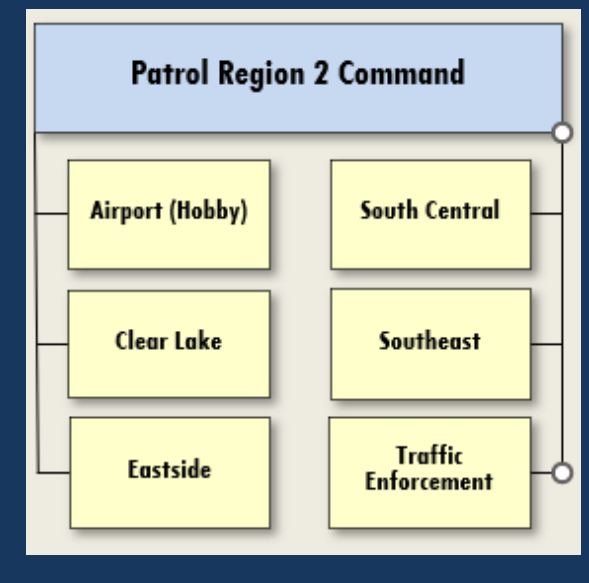 Patrol Region 2 Command
Airport (Hobby)
South Central
Clear Lake
Southeast
Eastside
Traffic
Enforcement